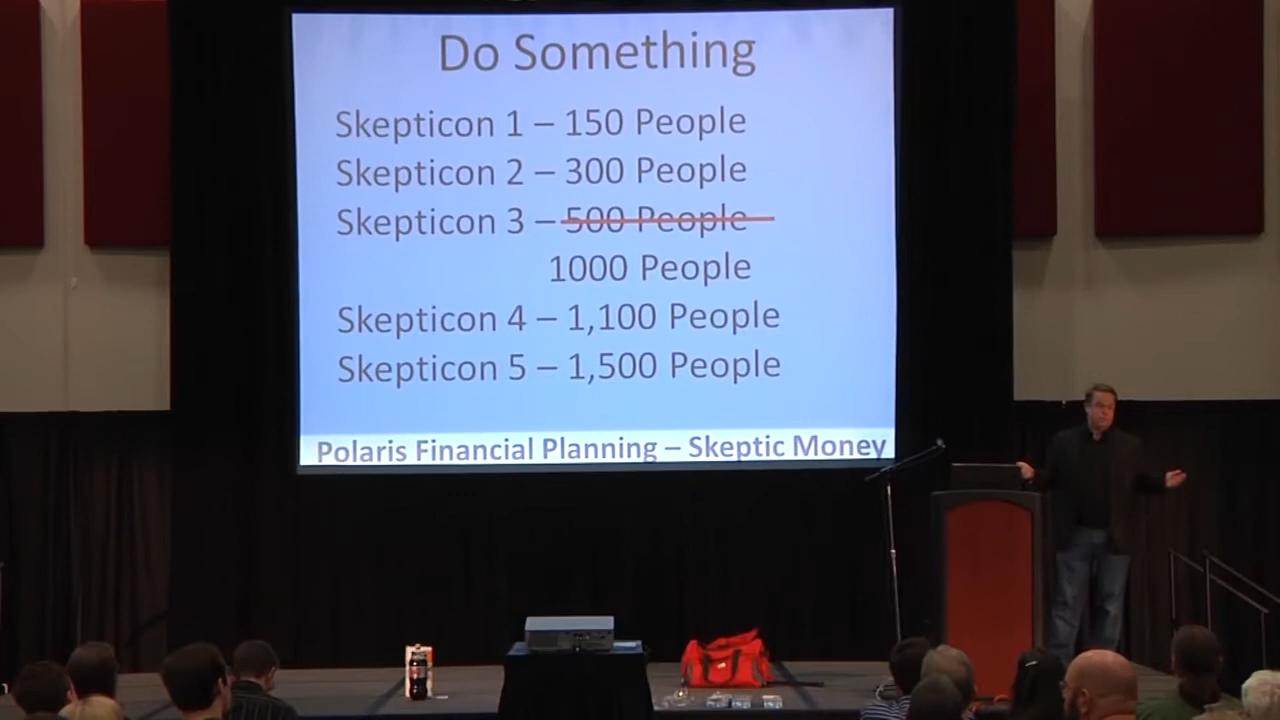 Do Something
Skepticon 1 – 150 People
Skepticon 2 – 300 People
Skepticon 3 – 500 People
1000 People
Skepticon 4 – 1,100 People
Skepticon 5 – 1,500 People
Polaris Financial Planning – Skeptic Money